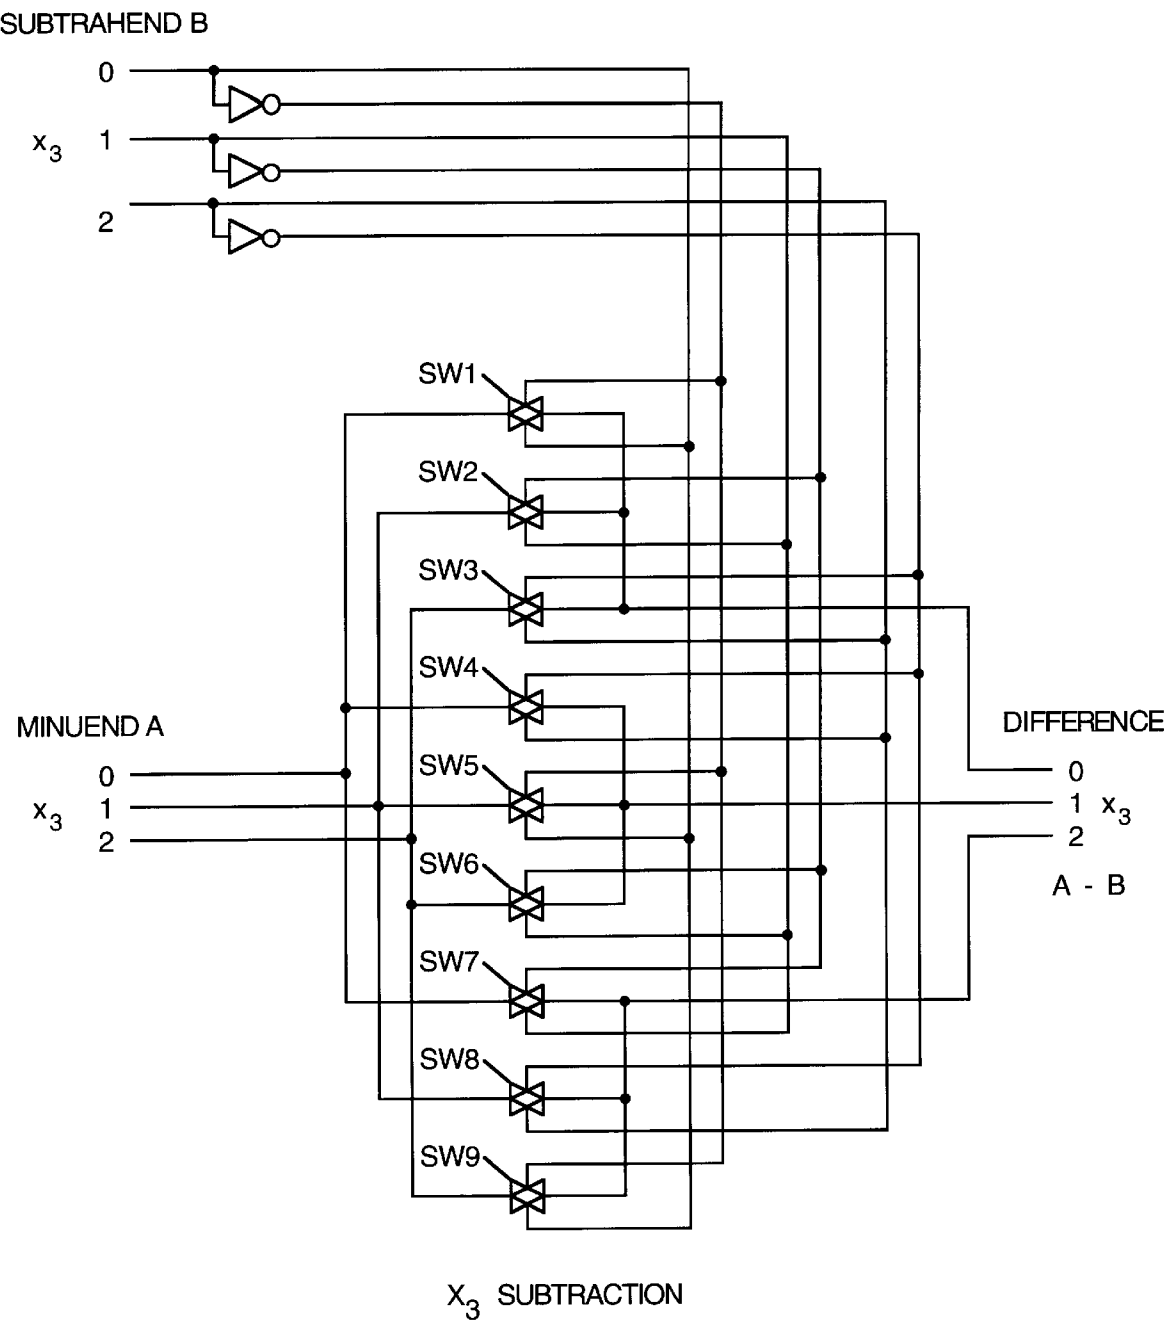 SUBTRAHEND B
0
x3 1
2
SW1
SW2
SW3
SW4
MINUEND A
DIFFERENCE
SW5
0
0
x3 1
1 x3
2
2
SW6
A - B
SW7
SW8
SW9
X3 SUBTRACTION